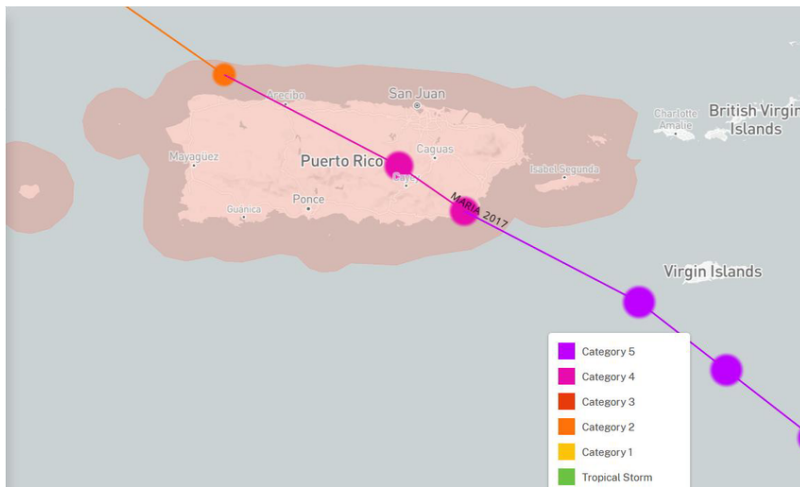 Arecibo
San Juan
Charlotte
Amalie
British Virgin
Islands
Mayagüez
Puerto Rico
Caguas
Isabel Segunda
Guánica
Ponce
MARIA 2017
Virgin Islands
Category 5
Category 4
Category 3
Category 2
Category 1
Tropical Storm